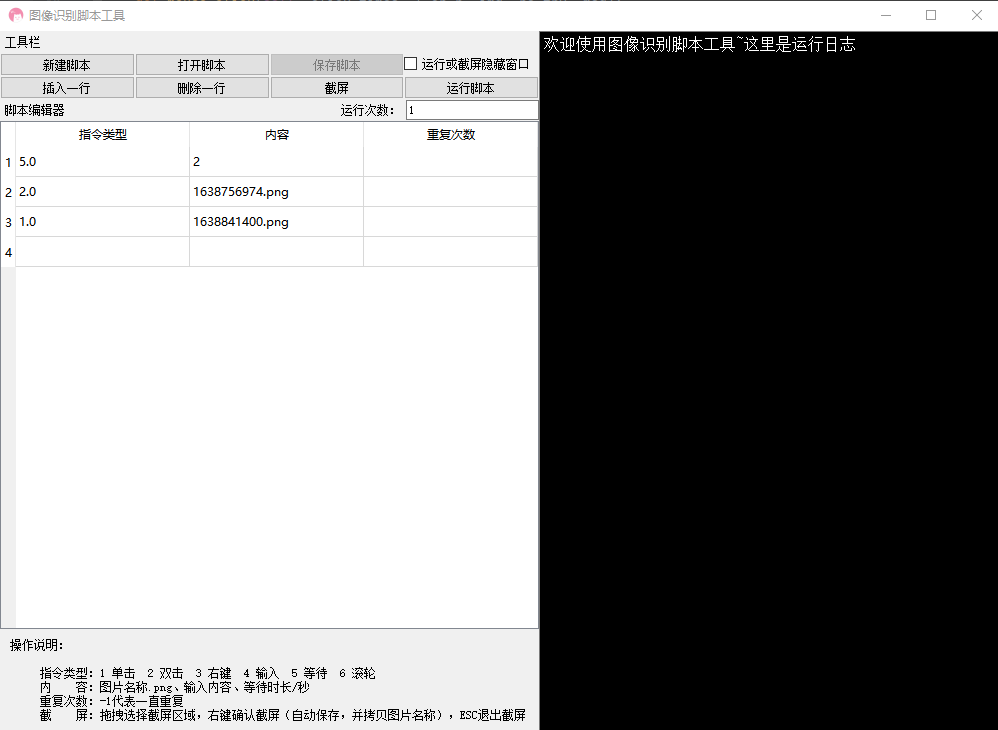 图像识别脚本工具
工具栏
新建脚本 打开脚本 保存脚本 运行或截屏隐藏窗口
插入一行 删除一行 截屏 运行脚本
脚本编辑器 运行次数： 1
指令类型 内容 重复次数
1 5.0 2
2 2.0 1638756974.png
3 1.0 1638841400.png
4
操作说明：
指令类型：1 单击 2 双击 3 右键 4 输入 5 等待 6 滚轮
内 容：图片名称.png、输入内容、等待时长/秒
重复次数：-1代表一直重复
截 屏：拖拽选择截屏区域，右键确认截屏（自动保存，并拷贝图片名称），ESC退出截屏
欢迎使用图像识别脚本工具~这里是运行日志